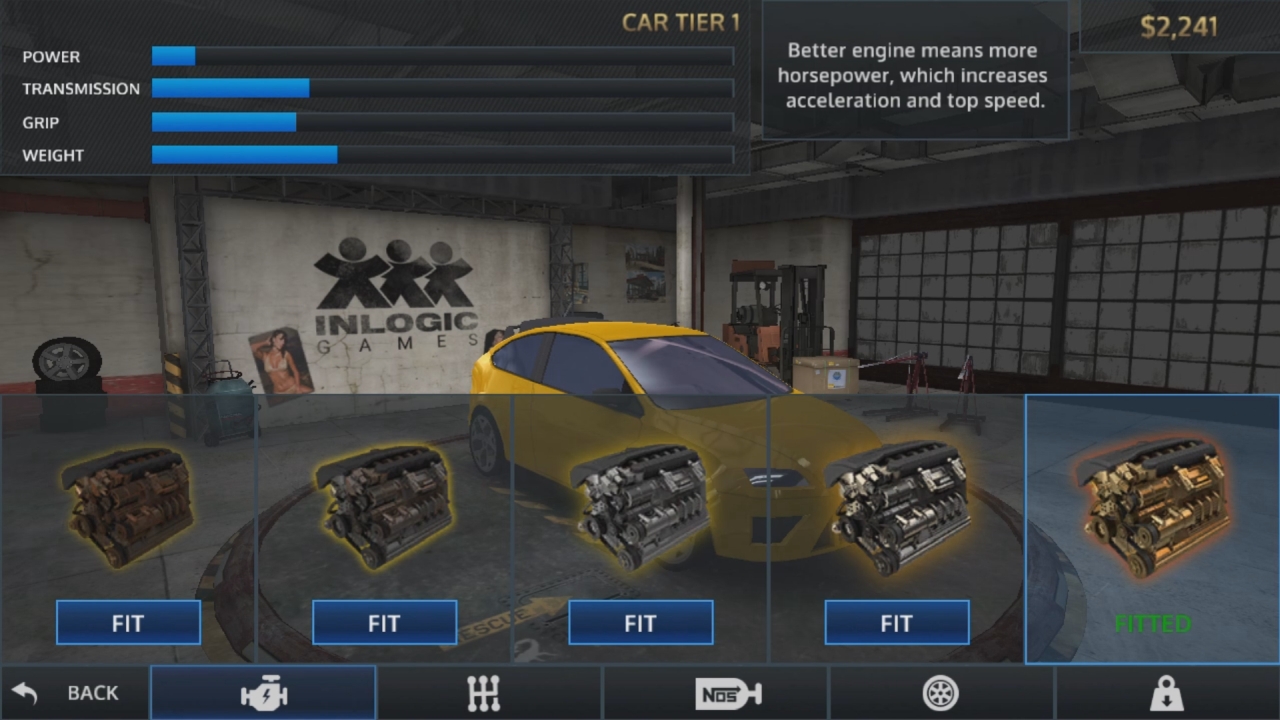 CAR TIER 1
$2,241
POWER
TRANSMISSION
GRIP
WEIGHT
Better engine means more
horsepower, which increases
acceleration and top speed.
INLOGIC
GAMES
FIT
FIT
FIT
FIT
FITTED
RESCUE
BACK
NOS